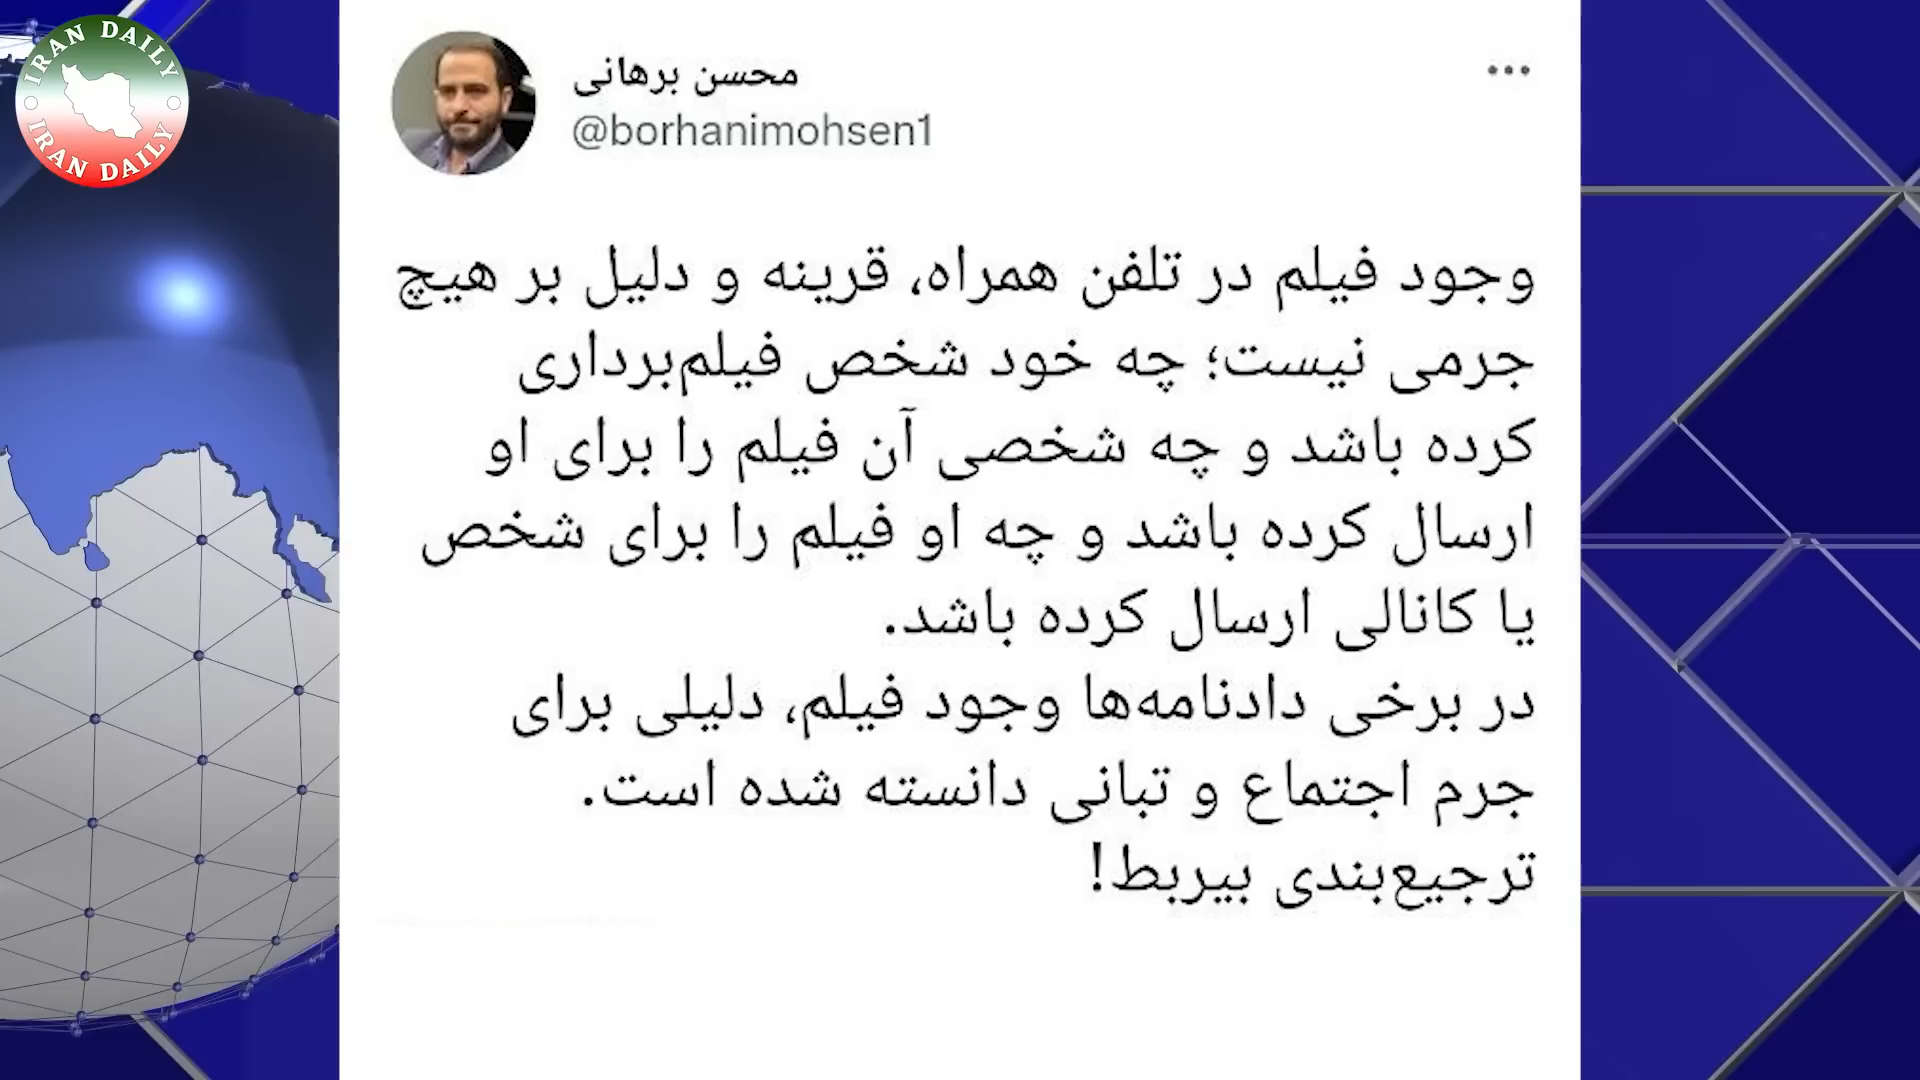 IRAN DAILY
IRAN DAILY
محسن برهانی
@borhanimohsen1
وجود فیلم در تلفن همراه، قرینه و دلیل بر هیچ
جرمی نیست؛ چه خود شخص فیلم‌برداری
کرده باشد و چه شخصی آن فیلم را برای او
ارسال کرده باشد و چه او فیلم را برای شخص
یا کانالی ارسال کرده باشد.
در برخی دادنامه‌ها وجود فیلم، دلیلی برای
جرم اجتماع و تبانی دانسته شده است.
ترجیع‌بندی بیربط!